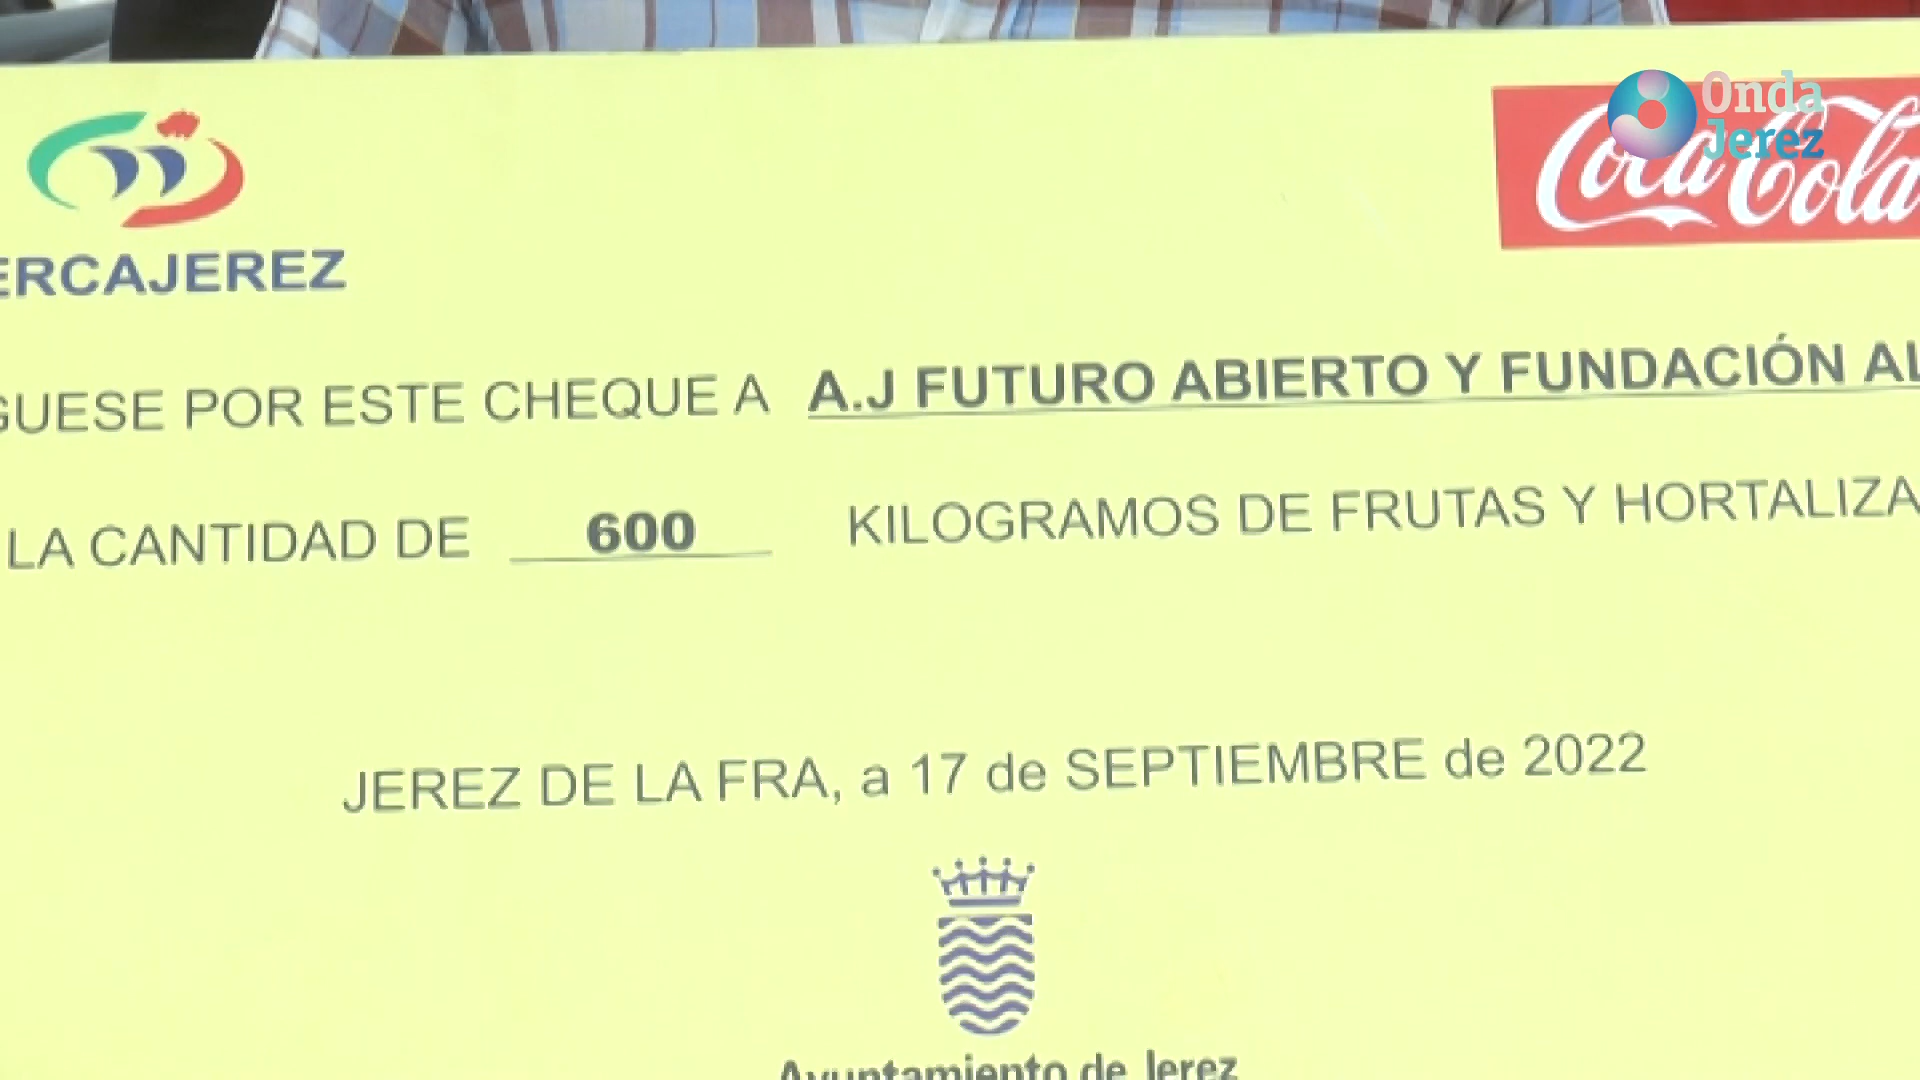 Onda
Jerez
Coca-Cola
ERCAJEREZ
GUESE POR ESTE CHEQUE A A.J FUTURO ABIERTO Y FUNDACIÓN AL
LA CANTIDAD DE 600 KILOGRAMOS DE FRUTAS Y HORTALIZA
JEREZ DE LA FRA, a 17 de SEPTIEMBRE de 2022
Ayuntamiento de Jerez